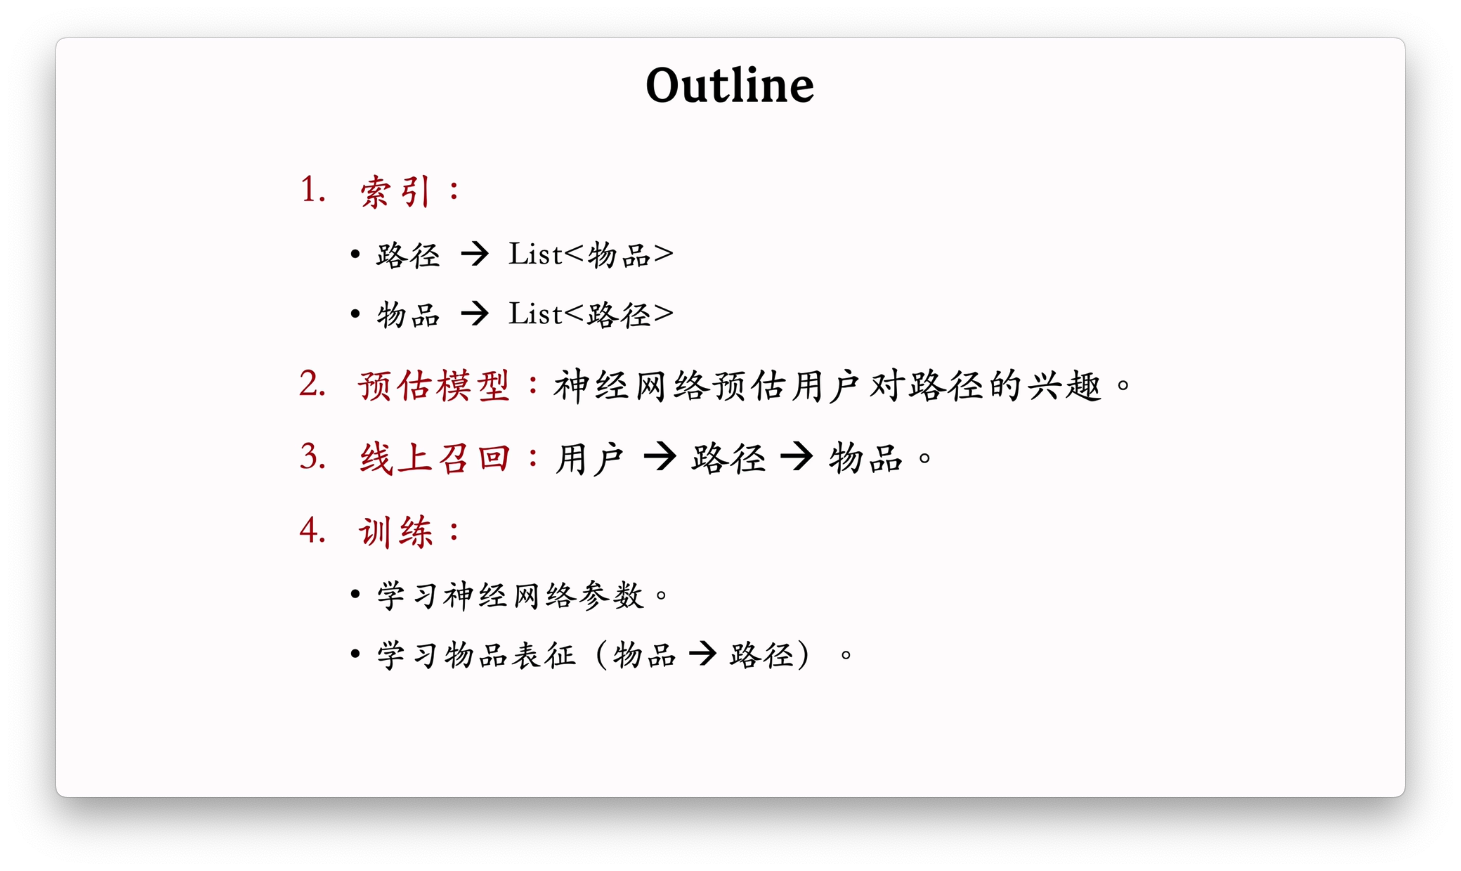 Outline
1. 索引：
• 路径 → List<物品>
• 物品 → List<路径>
2. 预估模型：神经网络预估用户对路径的兴趣。
3. 线上召回：用户 → 路径 → 物品。
4. 训练：
• 学习神经网络参数。
• 学习物品表征（物品 → 路径）。